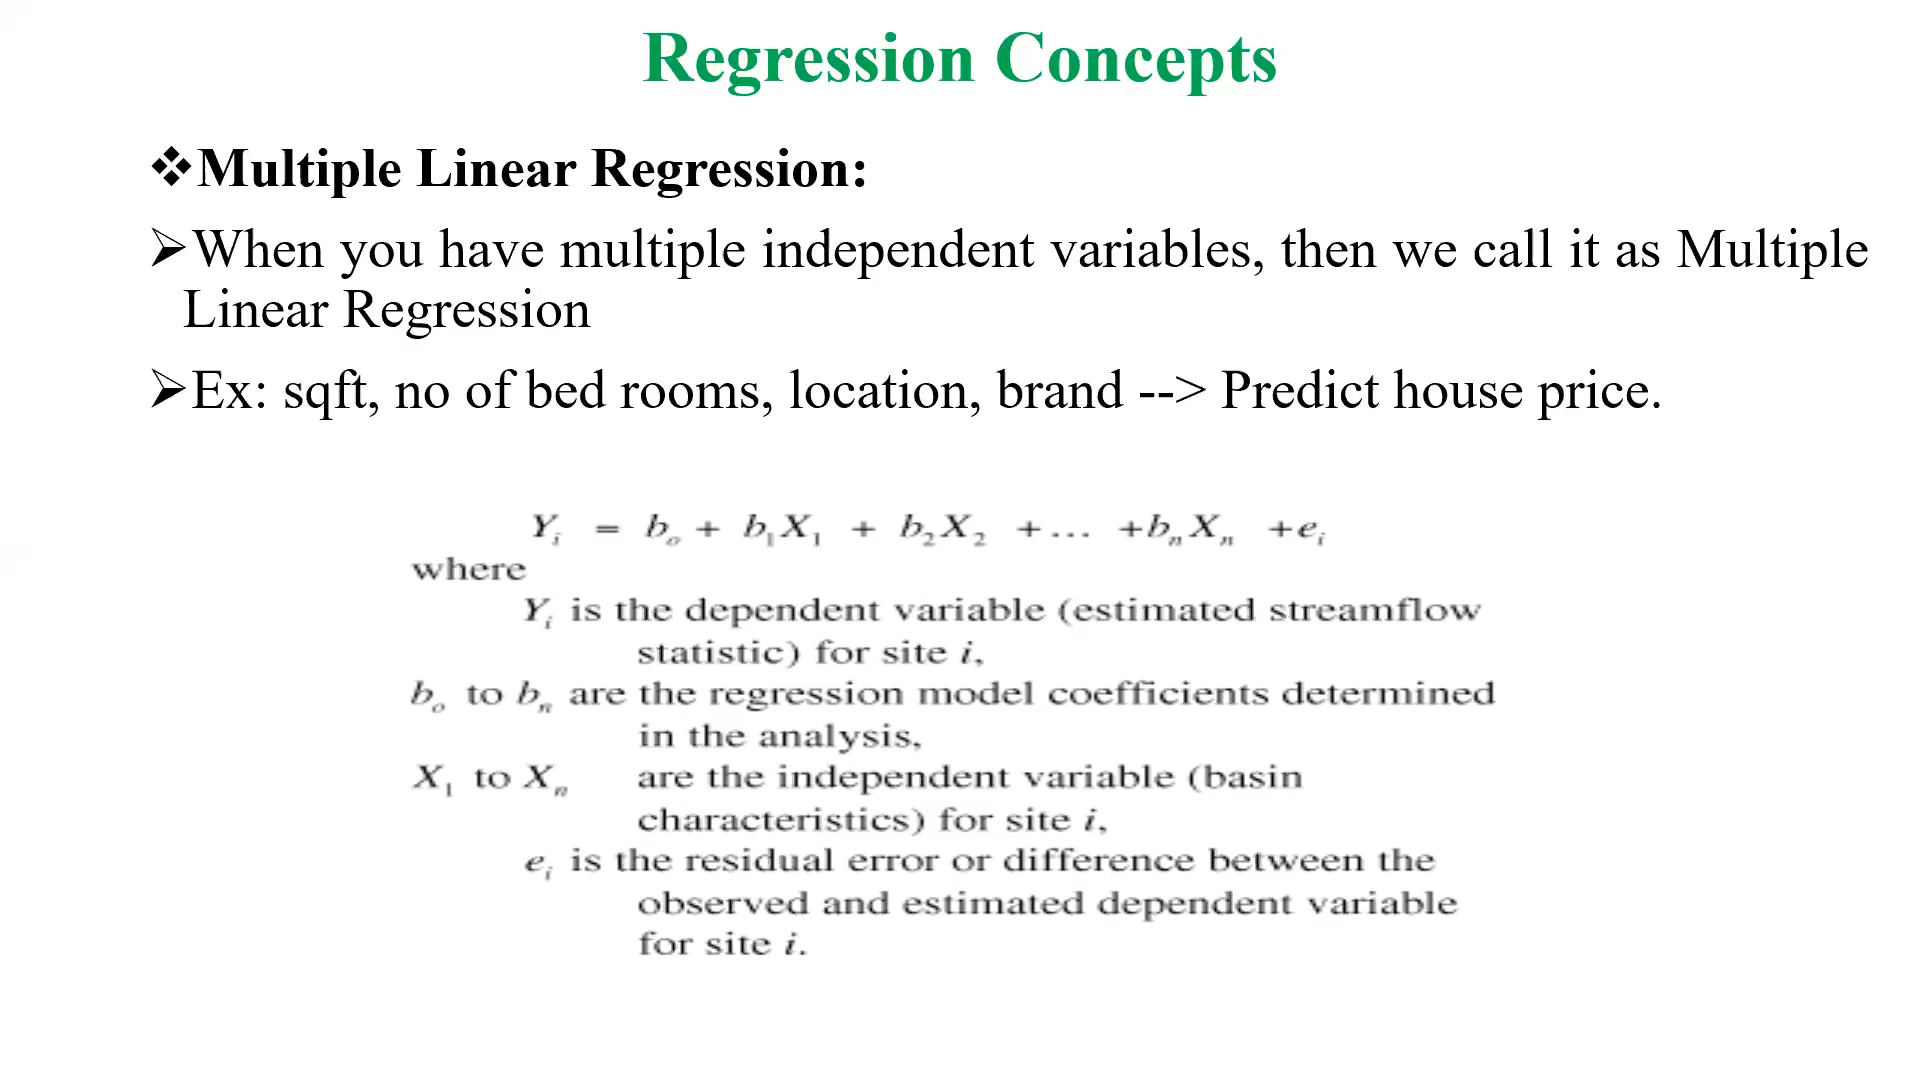 Regression Concepts
❖Multiple Linear Regression:
➢When you have multiple independent variables, then we call it as Multiple
Linear Regression
➢Ex: sqft, no of bed rooms, location, brand --> Predict house price.
Yᵢ = bₒ + b₁X₁ + b₂X₂ +… +bₙXₙ +eᵢ
where
Yᵢ is the dependent variable (estimated streamflow
statistic) for site i,
bₒ to bₙ are the regression model coefficients determined
in the analysis,
X₁ to Xₙ are the independent variable (basin
characteristics) for site i,
eᵢ is the residual error or difference between the
observed and estimated dependent variable
for site i.